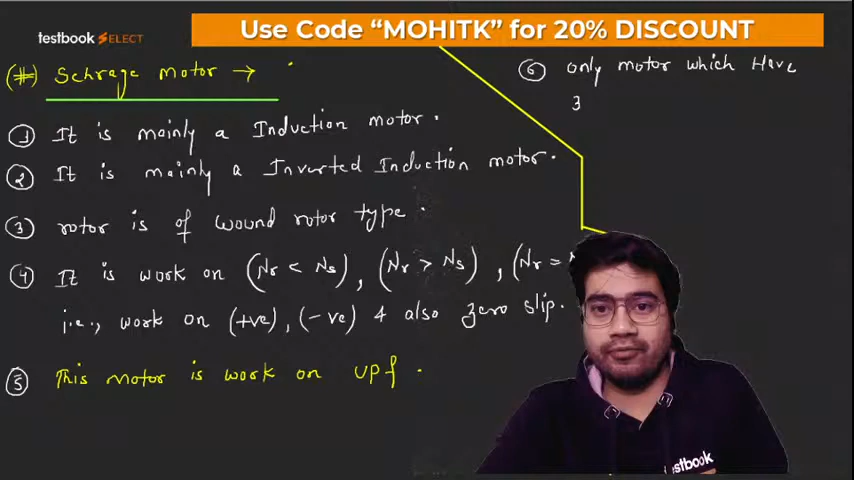 Use Code “MOHITK” for 20% DISCOUNT
testbook SELECT
(#) Schrage motor →
① It is mainly a Induction motor.
② It is mainly a Inverted Induction motor.
③ rotor is of wound rotor type.
④ It is work on (Nr < Ns), (Nr > Ns), (Nr =
i.e., work on (+ve), (-ve) & also zero slip.
⑤ This motor is work on upf.
⑥ only motor which Have
3
testbook